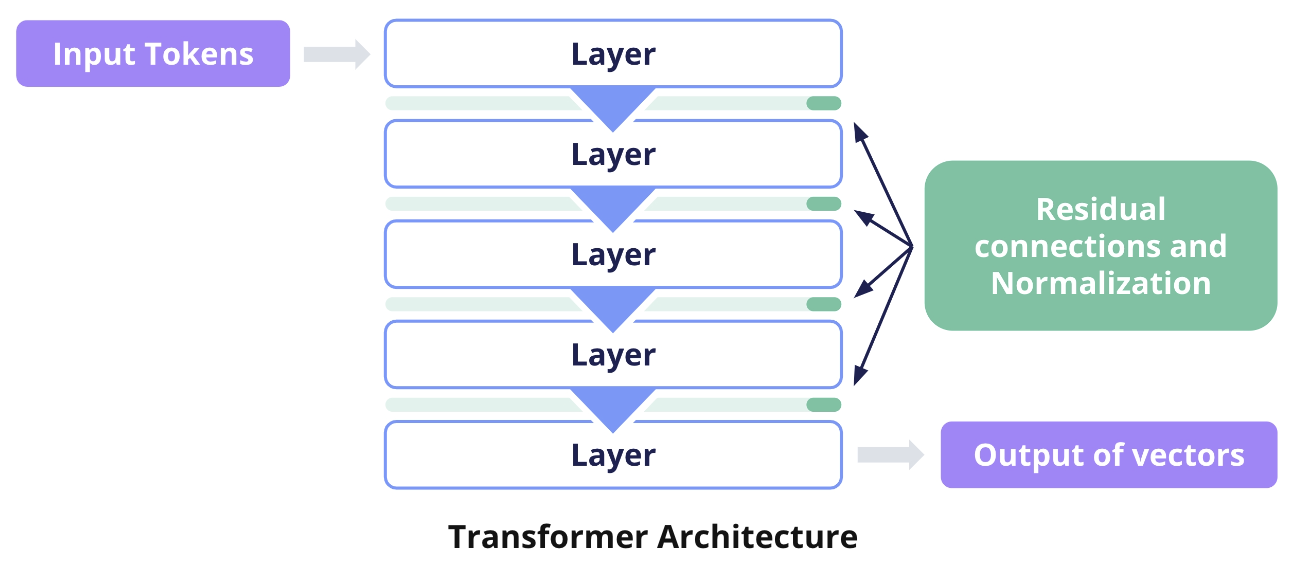 Input Tokens
Layer
Layer
Layer
Layer
Layer
Residual
connections and
Normalization
Output of vectors
Transformer Architecture